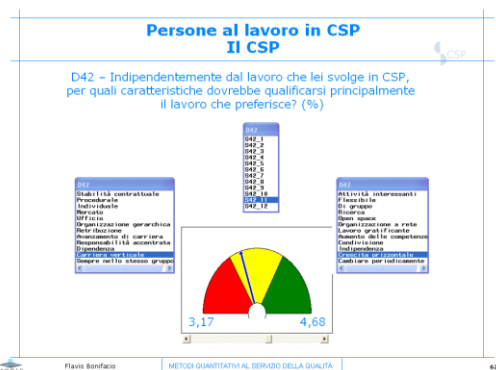 Persone al lavoro in CSP
Il CSP
CSP
D42 – Indipendentemente dal lavoro che lei svolge in CSP,
per quali caratteristiche dovrebbe qualificarsi principalmente
il lavoro che preferisce? (%)
D42
S42_1
S42_2
S42_3
S42_4
S42_5
S42_6
S42_7
S42_8
S42_9
S42_10
S42_11
S42_12
D42
Stabilità contrattuale
Procedurale
Individuale
Mercato
Ufficio
Organizzazione gerarchica
Retribuzione
Avanzamento di carriera
Responsabilità accentrata
Dipendenza
Carriera verticale
Sempre nello stesso gruppo
D42
Attività interessanti
Flessibile
Di gruppo
Ricerca
Open space
Organizzazione a rete
Lavoro gratificante
Aumento delle competenze
Condivisione
Indipendenza
Crescita orizzontale
Cambiare periodicamente
3,17
4,68
Flavio Bonifacio
METODI QUANTITATIVI AL SERVIZIO DELLA QUALITÀ